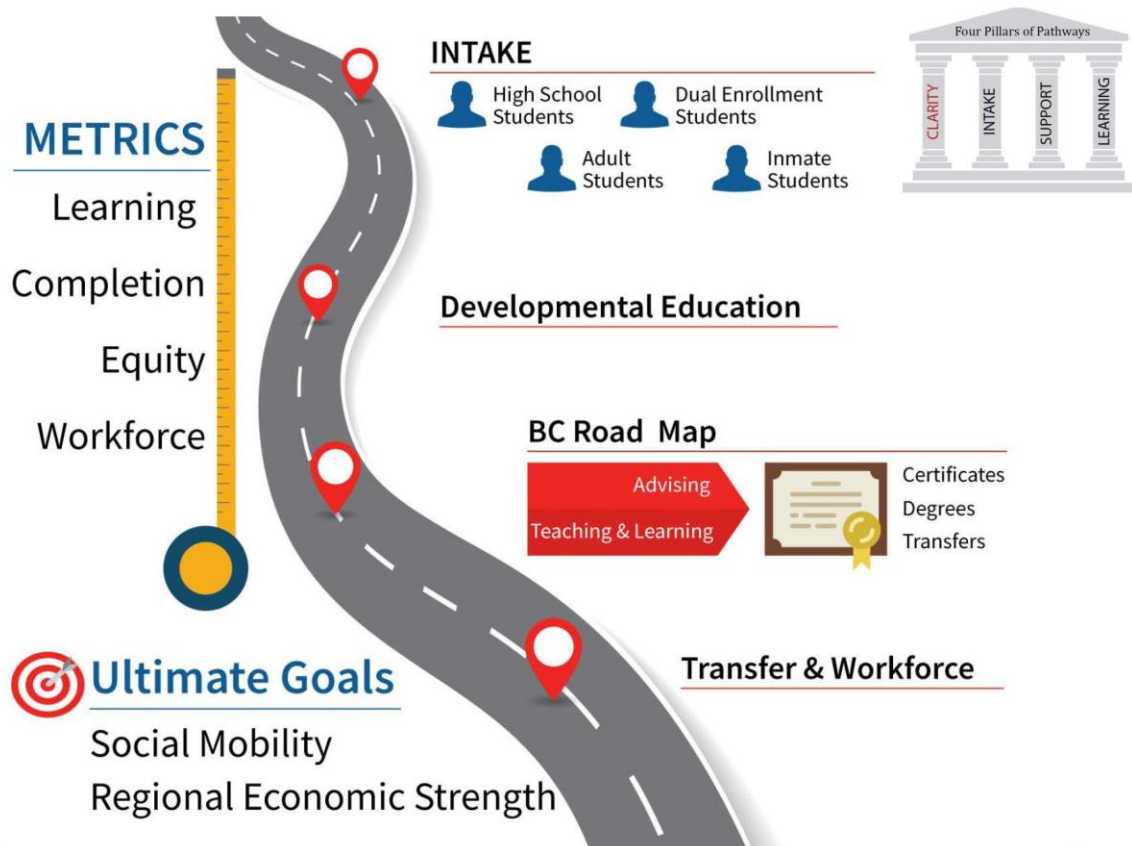 INTAKE
High School
Students
Dual Enrollment
Students
Adult
Students
Inmate
Students
Four Pillars of Pathways
CLARITY
INTAKE
SUPPORT
LEARNING
METRICS
Learning
Completion
Equity
Workforce
Developmental Education
BC Road Map
Advising
Teaching & Learning
Certificates
Degrees
Transfers
Transfer & Workforce
Ultimate Goals
Social Mobility
Regional Economic Strength